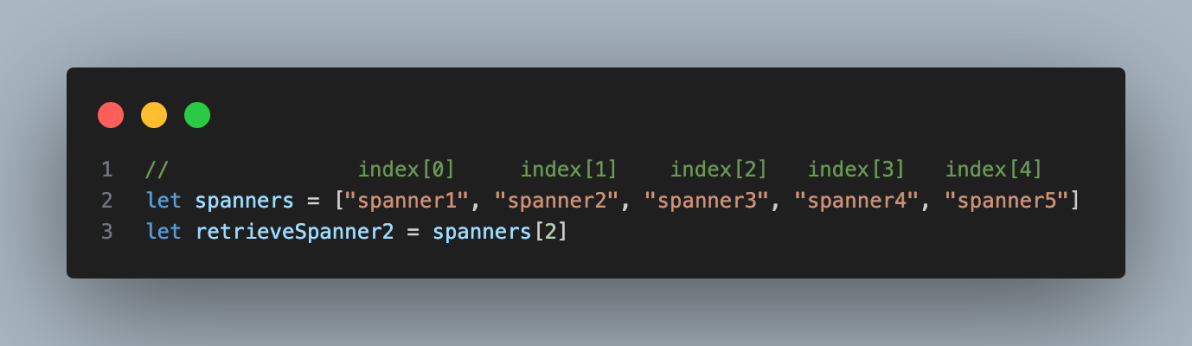 1 // index[0] index[1] index[2] index[3] index[4]
2 let spanners = ["spanner1", "spanner2", "spanner3", "spanner4", "spanner5"]
3 let retrieveSpanner2 = spanners[2]